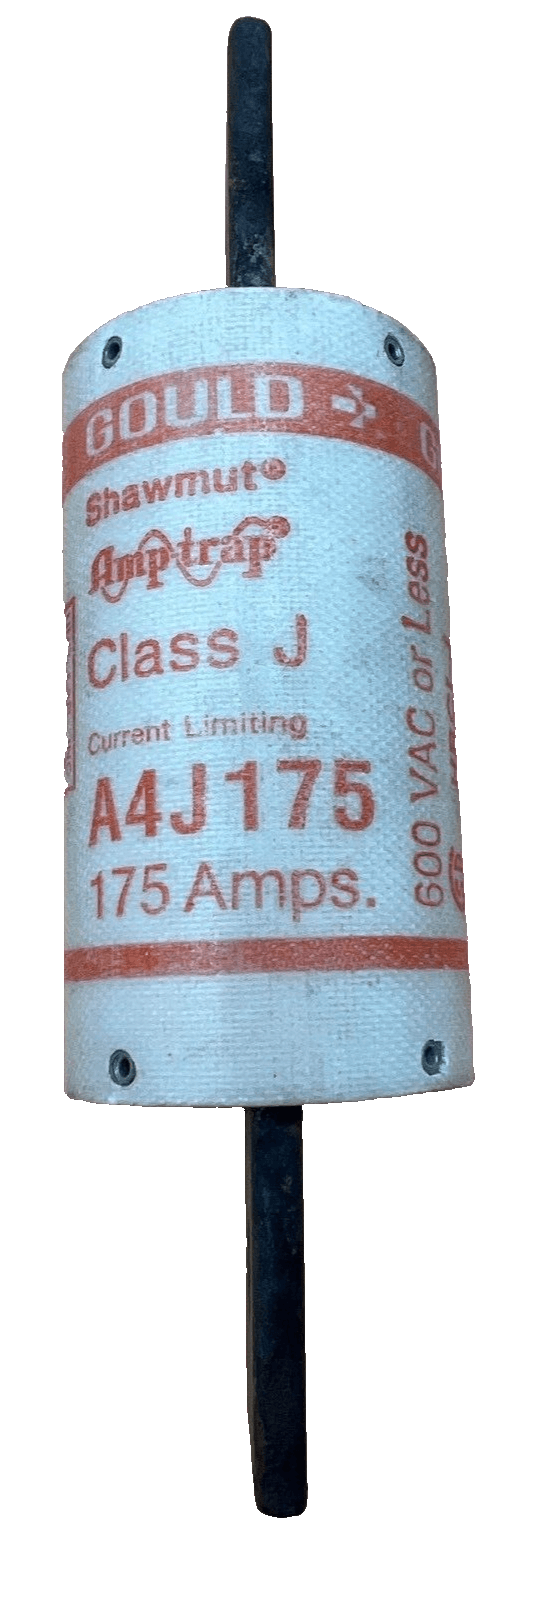 GOULD
Shawmut®
Amp-trap®
Class J
Current Limiting
A4J175
175 Amps.
600 VAC or Less